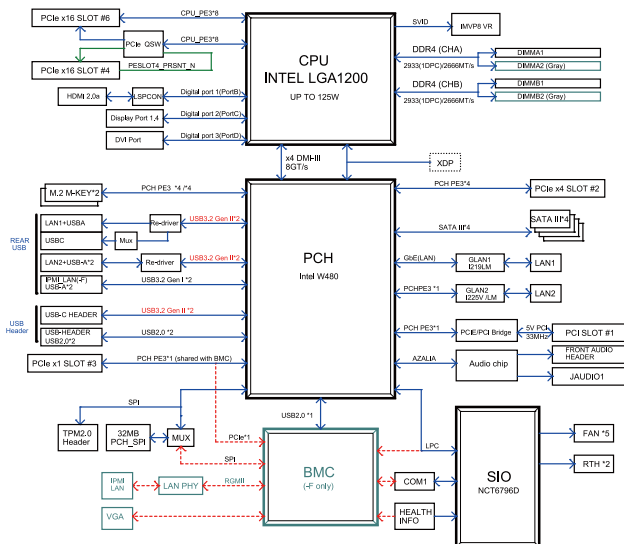 PCIe x16 SLOT #6
CPU_PE3*8
PCIe QSW
CPU_PE3*8
PCIe x16 SLOT #4
PESLOT4_PRSNT_N
HDMI 2.0a
LSPCON
Digital port 1(PortB)
Display Port 1.4
Digital port 2(PortC)
DVI Port
Digital port 3(PortD)
CPU
INTEL LGA1200
UP TO 125W
SVID
IMVP8 VR
DDR4 (CHA)
2933(1DPC)/2666MT/s
DIMMA1
DIMMA2 (Gray)
DDR4 (CHB)
2933(1DPC)/2666MT/s
DIMMB1
DIMMB2 (Gray)
x4 DMI-III
8GT/s
XDP
M.2 M-KEY*2
PCH PE3 *4 /*4
REAR
USB
LAN1+USBA
Re-driver
USB3.2 Gen II*2
USBC
Mux
LAN2+USB-A*2
Re-driver
USB3.2 Gen II*2
IPMI_LAN(-F)
USB-A*2
USB3.2 Gen I*2
USB
Header
USB-C HEADER
USB3.2 Gen II *2
USB-HEADER
USB2.0*2
USB2.0 *2
PCIe x1 SLOT #3
PCH PE3*1 (shared with BMC)
PCH
Intel W480
PCH PE3*4
PCIe x4 SLOT #2
SATA III*4
SATA III*4
GbE(LAN)
GLAN1
I219LM
LAN1
PCHPE3 *1
GLAN2
I225V /LM
LAN2
PCH PE3*1
PCIE/PCI Bridge
5V PCI
33MHz
PCI SLOT #1
AZALIA
Audio chip
FRONT AUDIO
HEADER
JAUDIO1
SPI
TPM2.0
Header
32MB
PCH_SPI
MUX
PCIe*1
SPI
USB2.0 *1
LPC
IPMI
LAN
LAN PHY
RGMII
VGA
BMC
(-F only)
COM1
HEALTH
INFO
SIO
NCT6796D
FAN *5
RTH *2